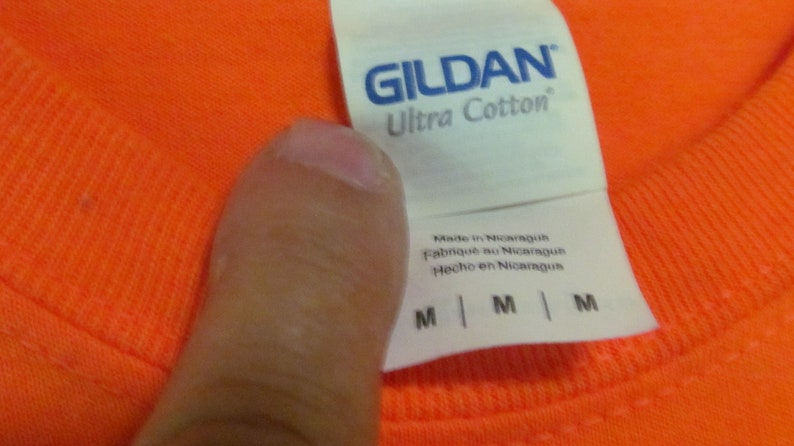 GILDAN®
Ultra Cotton®
Made in Nicaragua
Fabriqué au Nicaragua
Hecho en Nicaragua
M | M | M